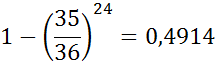 1 − (35/36)^24 = 0,4914